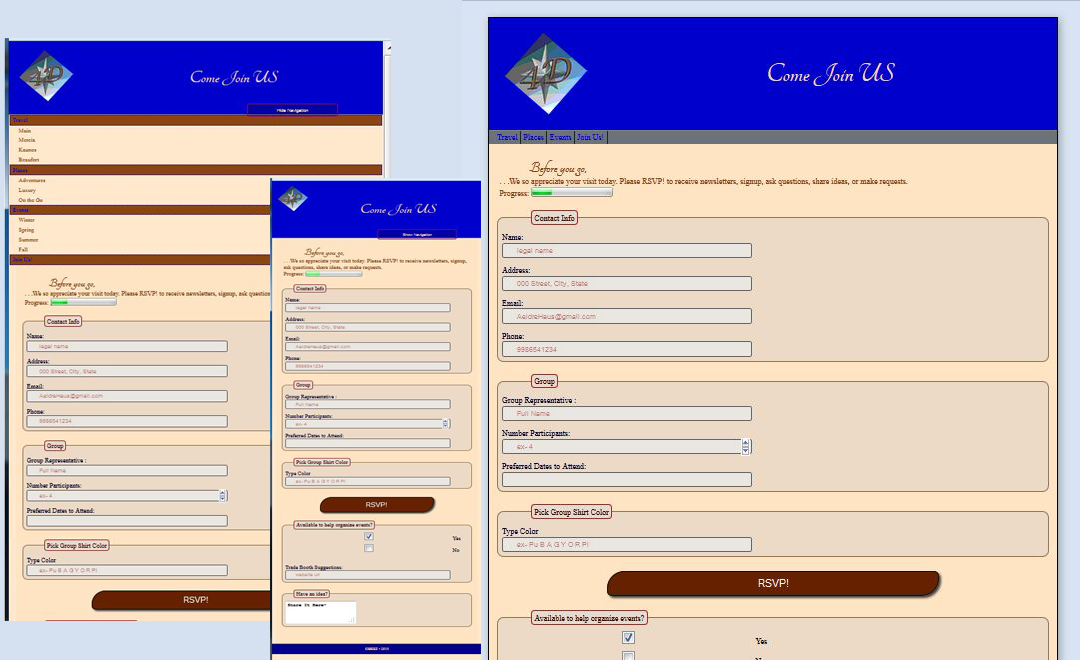 4D
Come Join US
Hide Navigation
Travel
Main
Murcia
Kansas
Beaufort
Places
Adventures
Luxury
On the Go
Events
Winter
Spring
Summer
Fall
Join Us!
Before you go,
. . .We so appreciate your visit today. Please RSVP! to receive newsletters, signup, ask question
Progress:
Contact Info
Name:
legal name
Address:
000 Street, City, State
Email:
AeldreHaus@gmail.com
Phone:
9986541234
Group
Group Representative :
Full Name
Number Participants:
ex- 4
Preferred Dates to Attend:
Pick Group Shirt Color
Type Color
ex- Pu B A G Y O R Pi
RSVP!
4D
Come Join US
Show Navigation
Before you go,
. . .We so appreciate your visit today. Please RSVP! to receive newsletters, signup,
ask questions, share ideas, or make requests.
Progress:
Contact Info
Name:
legal name
Address:
000 Street, City, State
Email:
AeldreHaus@gmail.com
Phone:
9986541234
Group
Group Representative :
Full Name
Number Participants:
ex- 4
Preferred Dates to Attend:
Pick Group Shirt Color
Type Color
ex- Pu B A G Y O R Pi
RSVP!
Available to help organize events?
Yes
No
Trade Booth Suggestions:
website url
Have an idea?
Share It Here!
4D
Come Join US
Travel Places Events Join Us!
Before you go,
. . .We so appreciate your visit today. Please RSVP! to receive newsletters, signup, ask questions, share ideas, or make requests.
Progress:
Contact Info
Name:
legal name
Address:
000 Street, City, State
Email:
AeldreHaus@gmail.com
Phone:
9986541234
Group
Group Representative :
Full Name
Number Participants:
ex- 4
Preferred Dates to Attend:
Pick Group Shirt Color
Type Color
ex- Pu B A G Y O R Pi
RSVP!
Available to help organize events?
Yes